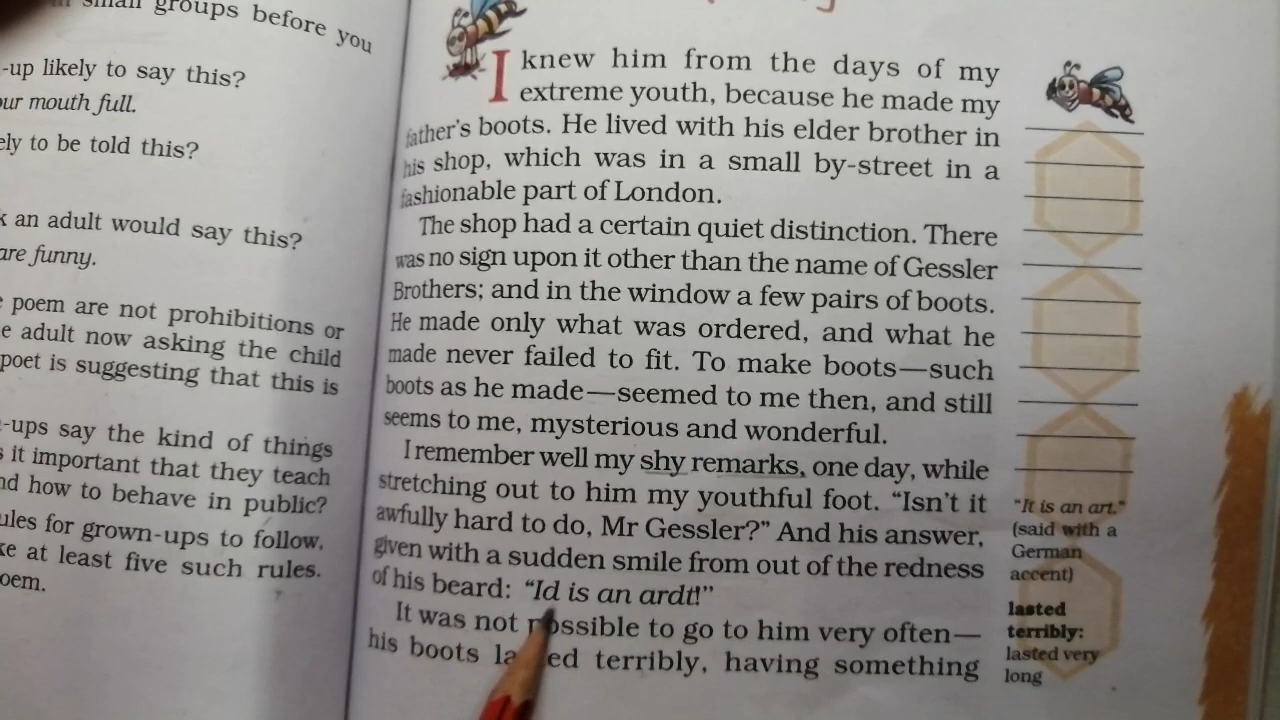 small groups before you
-up likely to say this?
our mouth full.
ely to be told this?
k an adult would say this?
are funny.
poem are not prohibitions or
e adult now asking the child
poet is suggesting that this is
-ups say the kind of things
s it important that they teach
nd how to behave in public?
ules for grown-ups to follow.
ke at least five such rules.
oem.
I knew him from the days of my
extreme youth, because he made my
father's boots. He lived with his elder brother in
his shop, which was in a small by-street in a
fashionable part of London.
The shop had a certain quiet distinction. There
was no sign upon it other than the name of Gessler
Brothers; and in the window a few pairs of boots.
He made only what was ordered, and what he
made never failed to fit. To make boots—such
boots as he made—seemed to me then, and still
seems to me, mysterious and wonderful.
I remember well my shy remarks, one day, while
stretching out to him my youthful foot. “Isn't it
awfully hard to do, Mr Gessler?” And his answer,
given with a sudden smile from out of the redness
of his beard: “Id is an ardt!”
It was not possible to go to him very often—
his boots lasted terribly, having something
“It is an art.”
(said with a
German
accent)
lasted
terribly:
lasted very
long